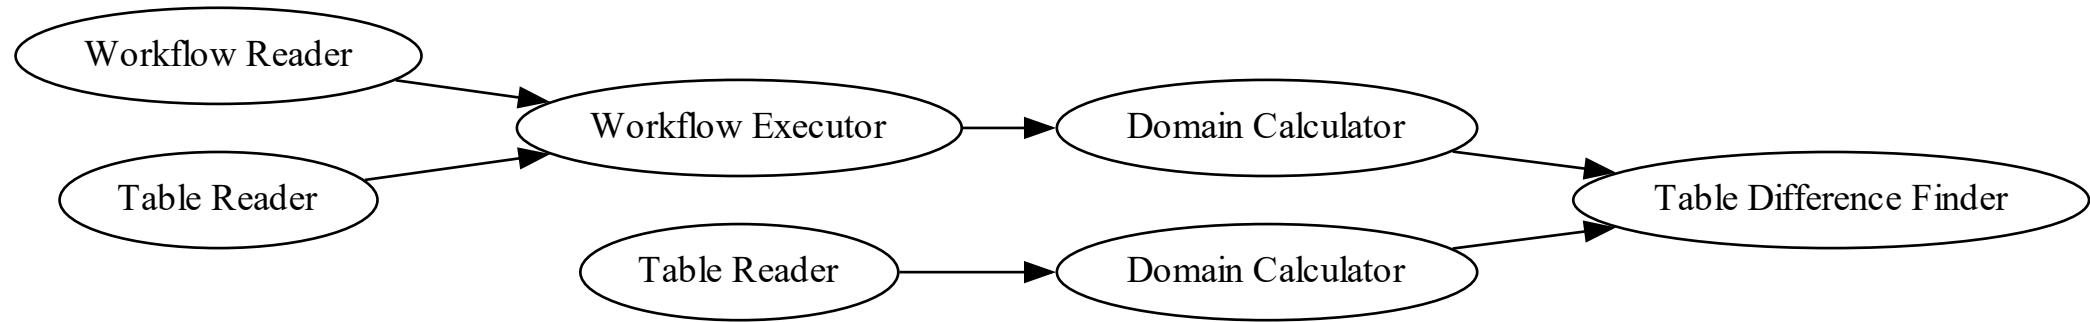 Workflow Reader
Workflow Executor
Domain Calculator
Table Reader
Table Difference Finder
Table Reader
Domain Calculator